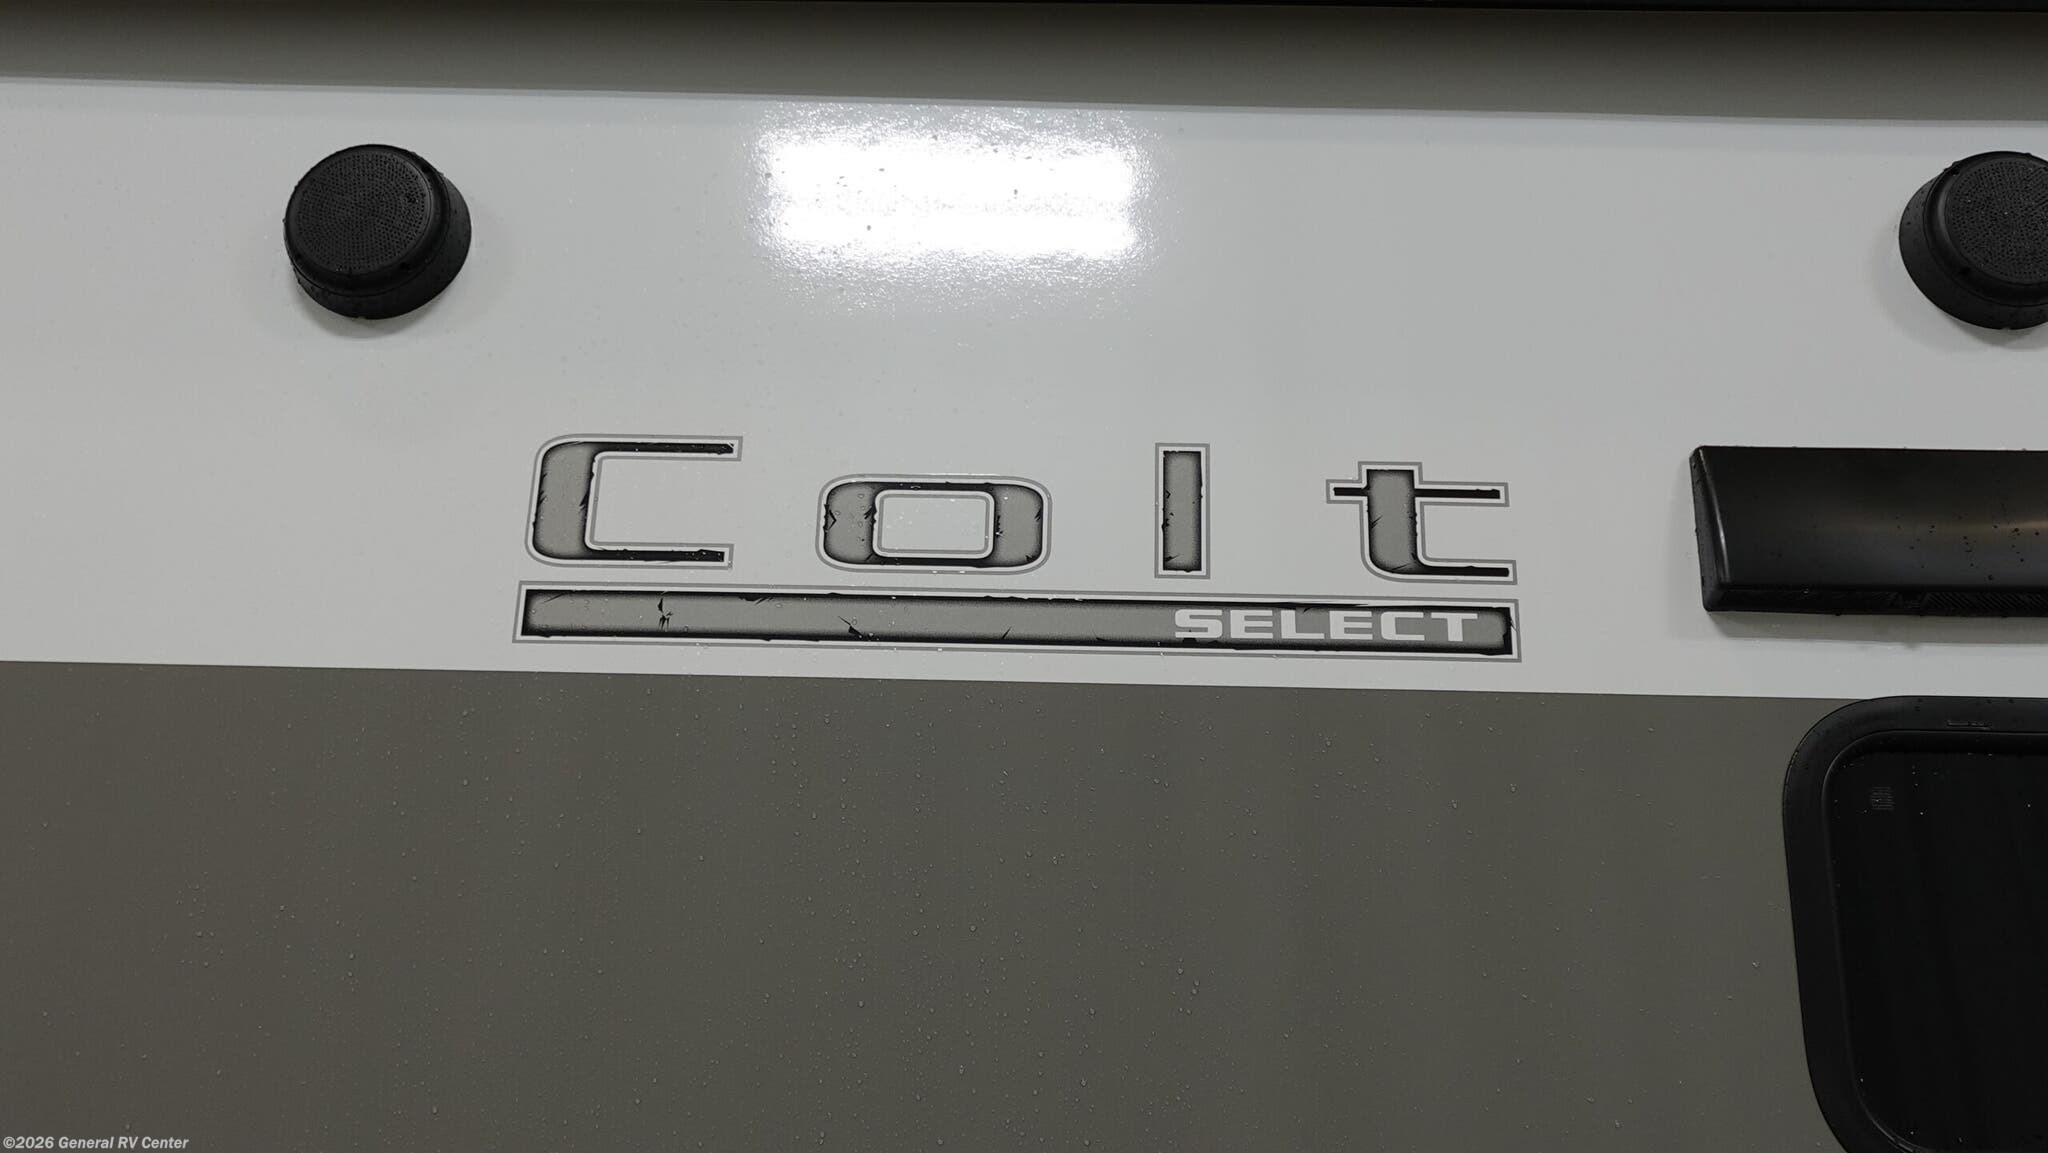 Colt
SELECT
©2026 General RV Center